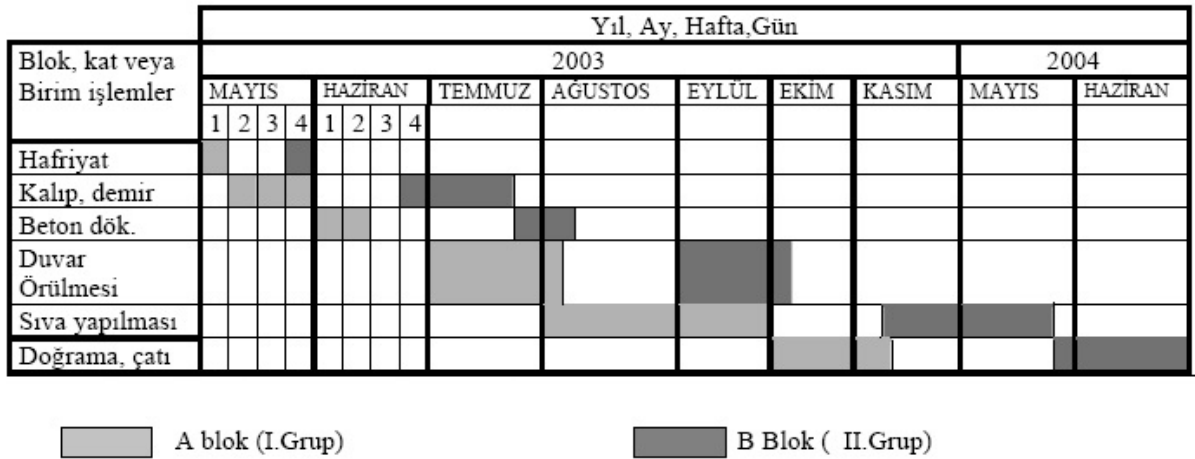 Yıl, Ay, Hafta,Gün
Blok, kat veya
Birim işlemler
2003
2004
MAYIS
HAZİRAN
TEMMUZ
AĞUSTOS
EYLÜL
EKİM
KASIM
MAYIS
HAZİRAN
1 2 3 4 1 2 3 4
Hafriyat
Kalıp, demir
Beton dök.
Duvar
Örülmesi
Sıva yapılması
Doğrama, çatı
A blok (I.Grup)
B Blok ( II.Grup)